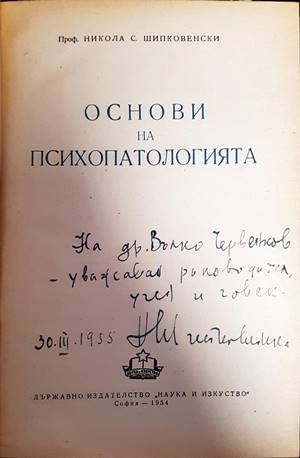 Проф. НИКОЛА С. ШИПКОВЕНСКИ
ОСНОВИ
НА
ПСИХОПАТОЛОГИЯТА
На др. Вълко Червенков
- уважаван ръководител,
учен и човек -
30.III.1955
ДЪРЖАВНО ИЗДАТЕЛСТВО „НАУКА И ИЗКУСТВО"
София — 1954